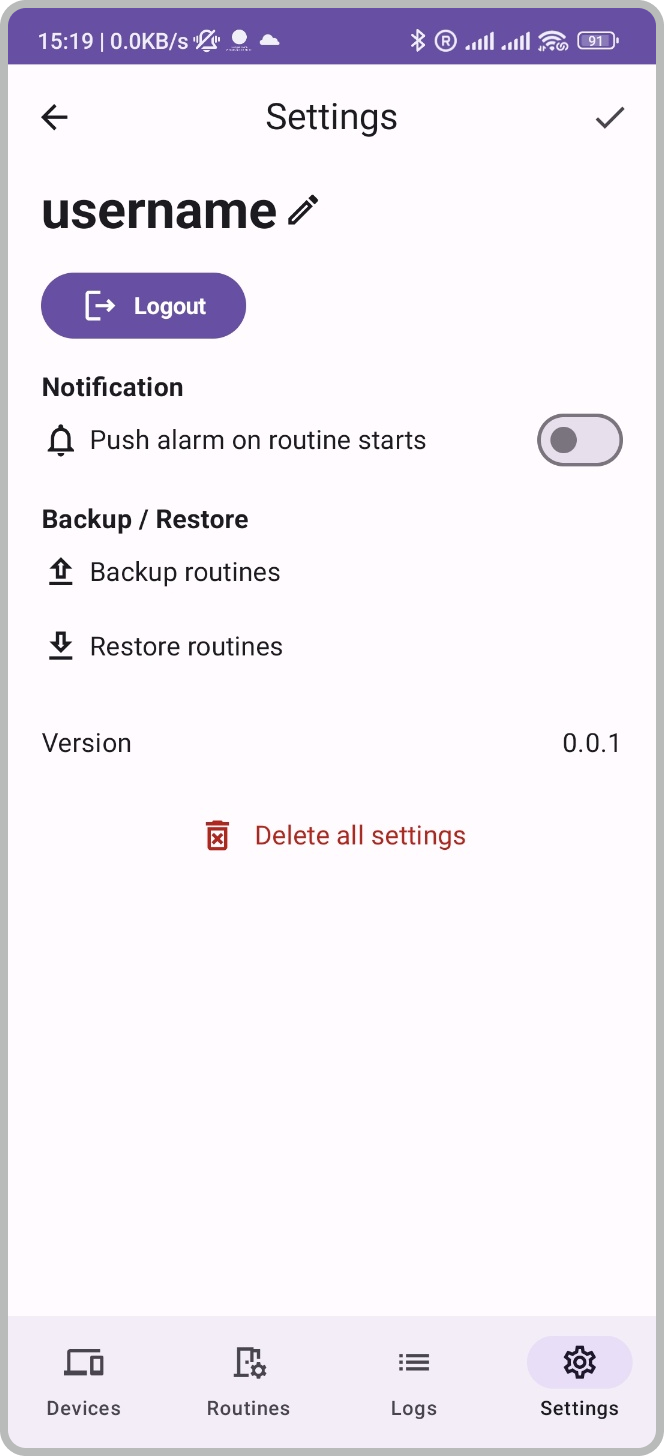 15:19 | 0.0KB/s R 91
Settings
username
Logout
Notification
Push alarm on routine starts
Backup / Restore
Backup routines
Restore routines
Version 0.0.1
Delete all settings
Devices Routines Logs Settings